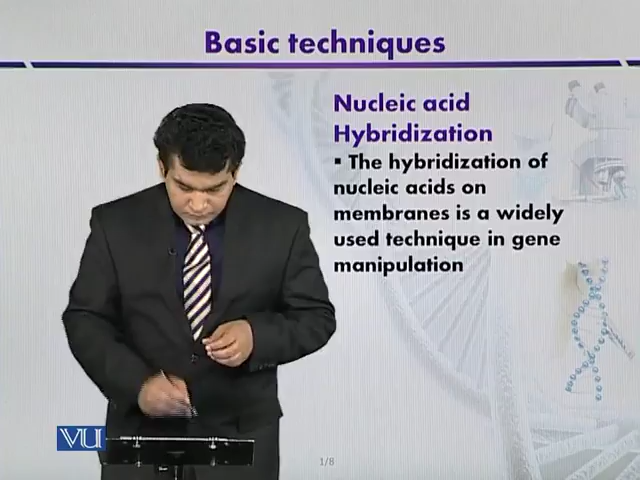 Basic techniques
Nucleic acid
Hybridization
▪ The hybridization of
nucleic acids on
membranes is a widely
used technique in gene
manipulation
VU
1/8